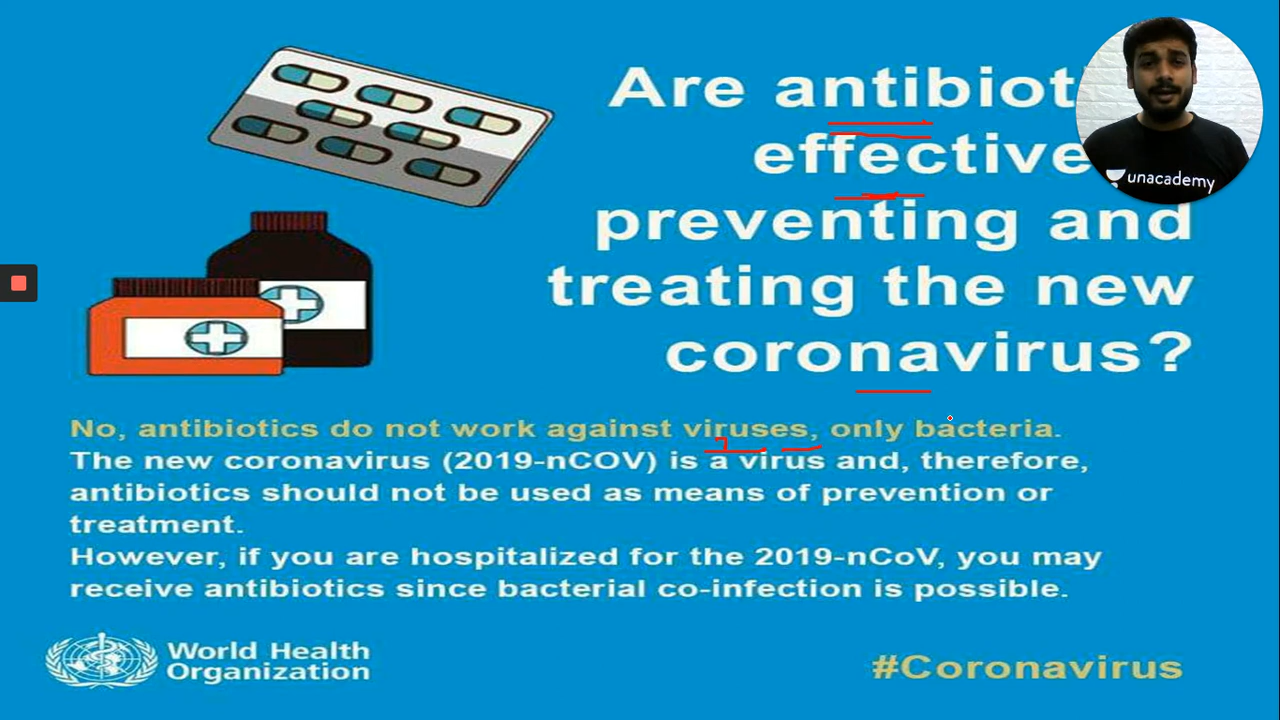 Are antibiot
effective
preventing and
treating the new
coronavirus?
unacademy
No, antibiotics do not work against viruses, only bacteria.
The new coronavirus (2019-nCOV) is a virus and, therefore,
antibiotics should not be used as means of prevention or
treatment.
However, if you are hospitalized for the 2019-nCoV, you may
receive antibiotics since bacterial co-infection is possible.
World Health
Organization
#Coronavirus